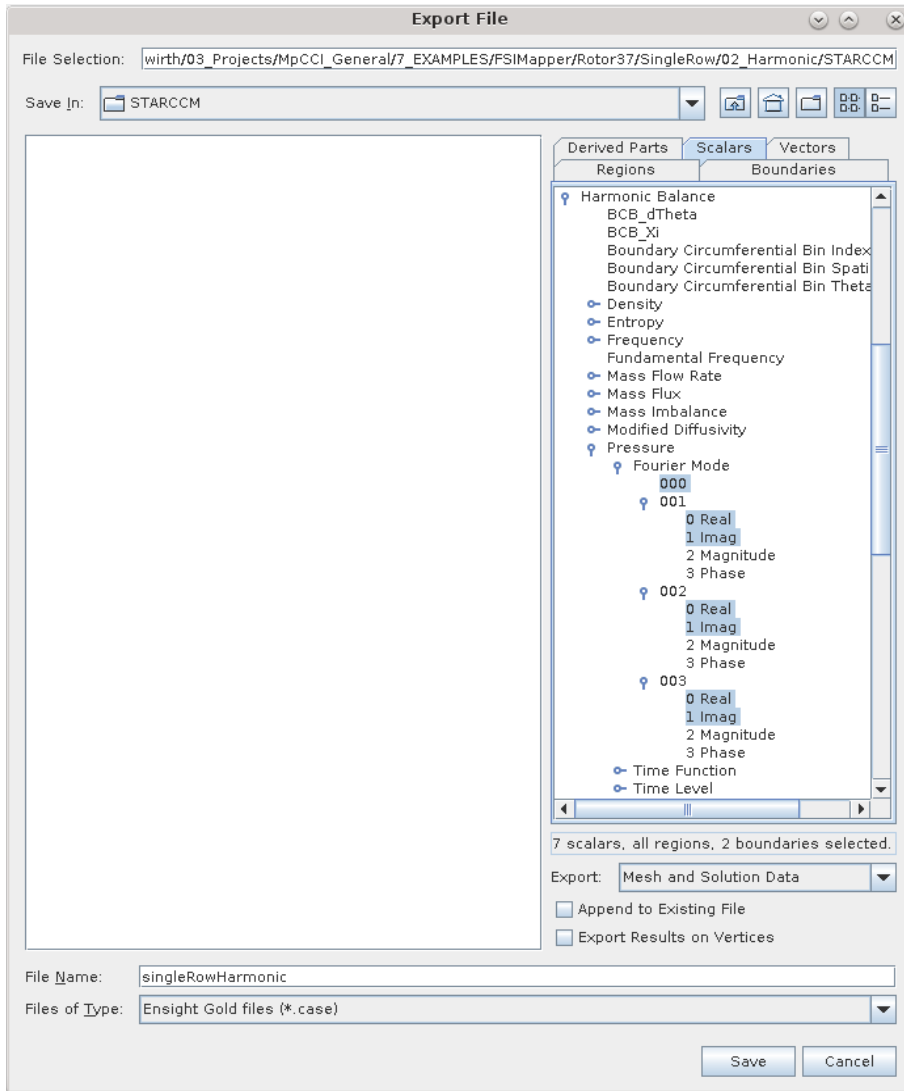 Export File
File Selection: wirth/03_Projects/MpCCI_General/7_EXAMPLES/FSIMapper/Rotor37/SingleRow/02_Harmonic/STARCCM
Save In: STARCCM
Derived Parts Scalars Vectors
Regions Boundaries
Harmonic Balance
BCB_dTheta
BCB_Xi
Boundary Circumferential Bin Index
Boundary Circumferential Bin Spati
Boundary Circumferential Bin Theta
Density
Entropy
Frequency
Fundamental Frequency
Mass Flow Rate
Mass Flux
Mass Imbalance
Modified Diffusivity
Pressure
Fourier Mode
000
001
0 Real
1 Imag
2 Magnitude
3 Phase
002
0 Real
1 Imag
2 Magnitude
3 Phase
003
0 Real
1 Imag
2 Magnitude
3 Phase
Time Function
Time Level
7 scalars, all regions, 2 boundaries selected.
Export: Mesh and Solution Data
Append to Existing File
Export Results on Vertices
File Name: singleRowHarmonic
Files of Type: Ensight Gold files (*.case)
Save Cancel